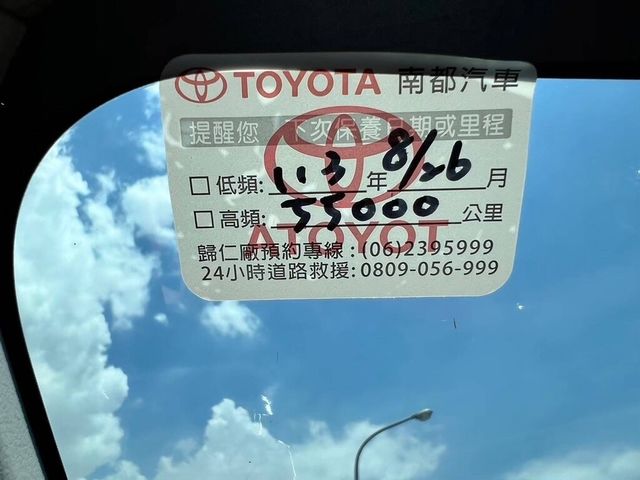 TOYOTA 南都汽車
提醒您 下次保養日期或里程
□ 低頻: 113 年 8/26 月
□ 高頻: 55000 公里
ATOYOT
歸仁廠預約專線 : (06)2395999
24小時道路救援: 0809-056-999